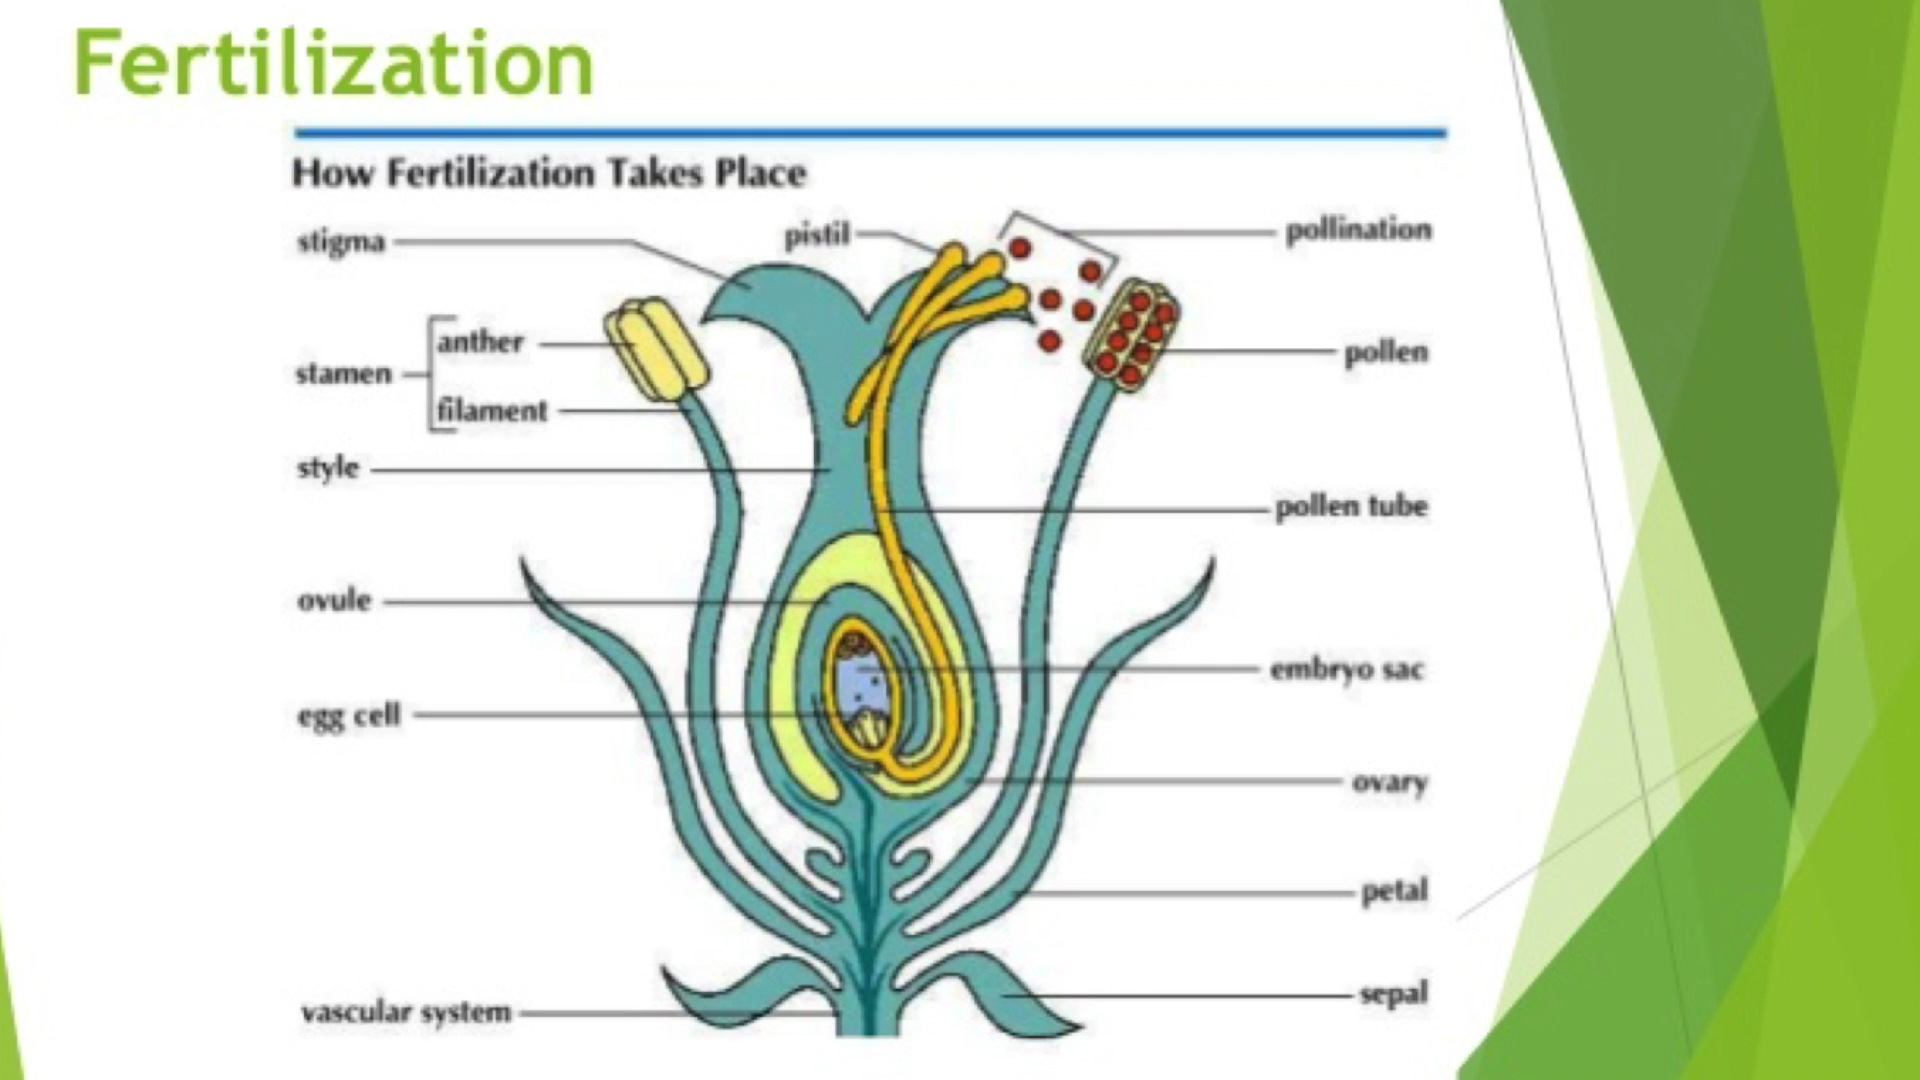 Fertilization
How Fertilization Takes Place
stigma
pistil
pollination
anther
stamen
pollen
filament
style
pollen tube
ovule
embryo sac
egg cell
ovary
petal
sepal
vascular system